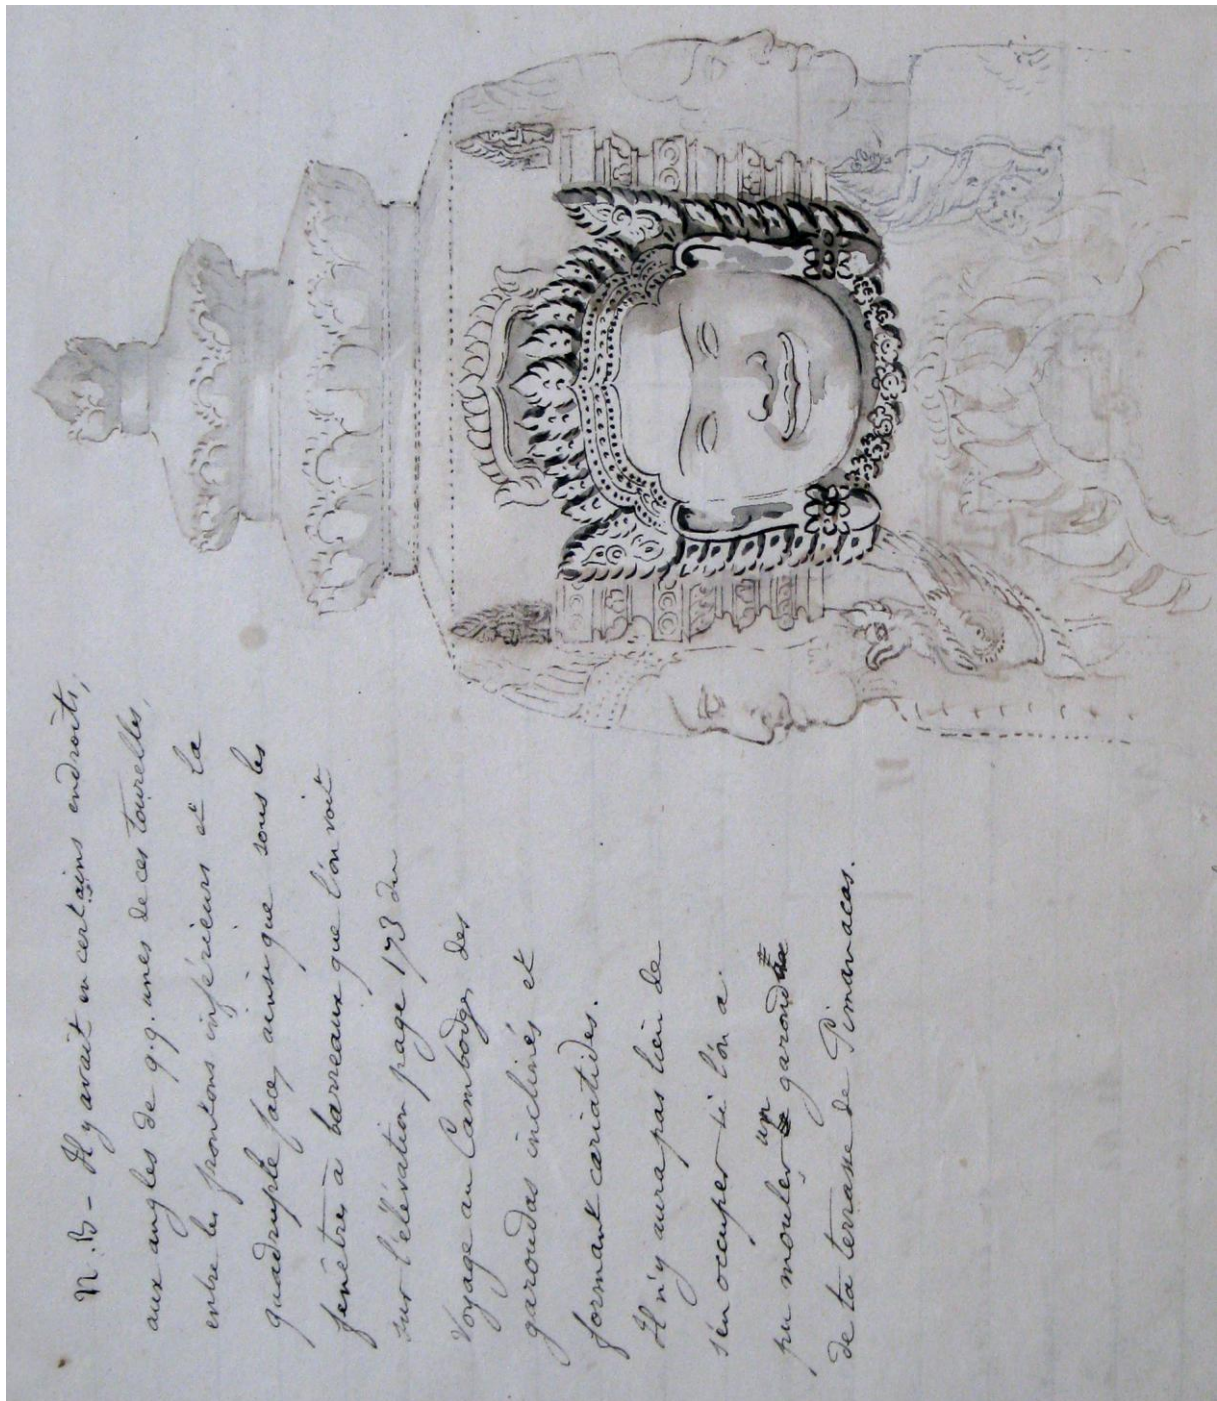 N.B – Il y avait en certains endroits,
aux angles de q.q. unes de ces tourelles,
entre les frontons inférieurs et la
quadruple face, ainsi que sous les
fenêtres à barreaux que l'on voit
sur l'élévation page 173 du
Voyage au Cambodge, des
garoudas inclinés et
formant cariatides.
Il n'y aura pas lieu de
s'en occuper si l'on a
pu mouler un garouda
de la terrasse de Pimanacas.